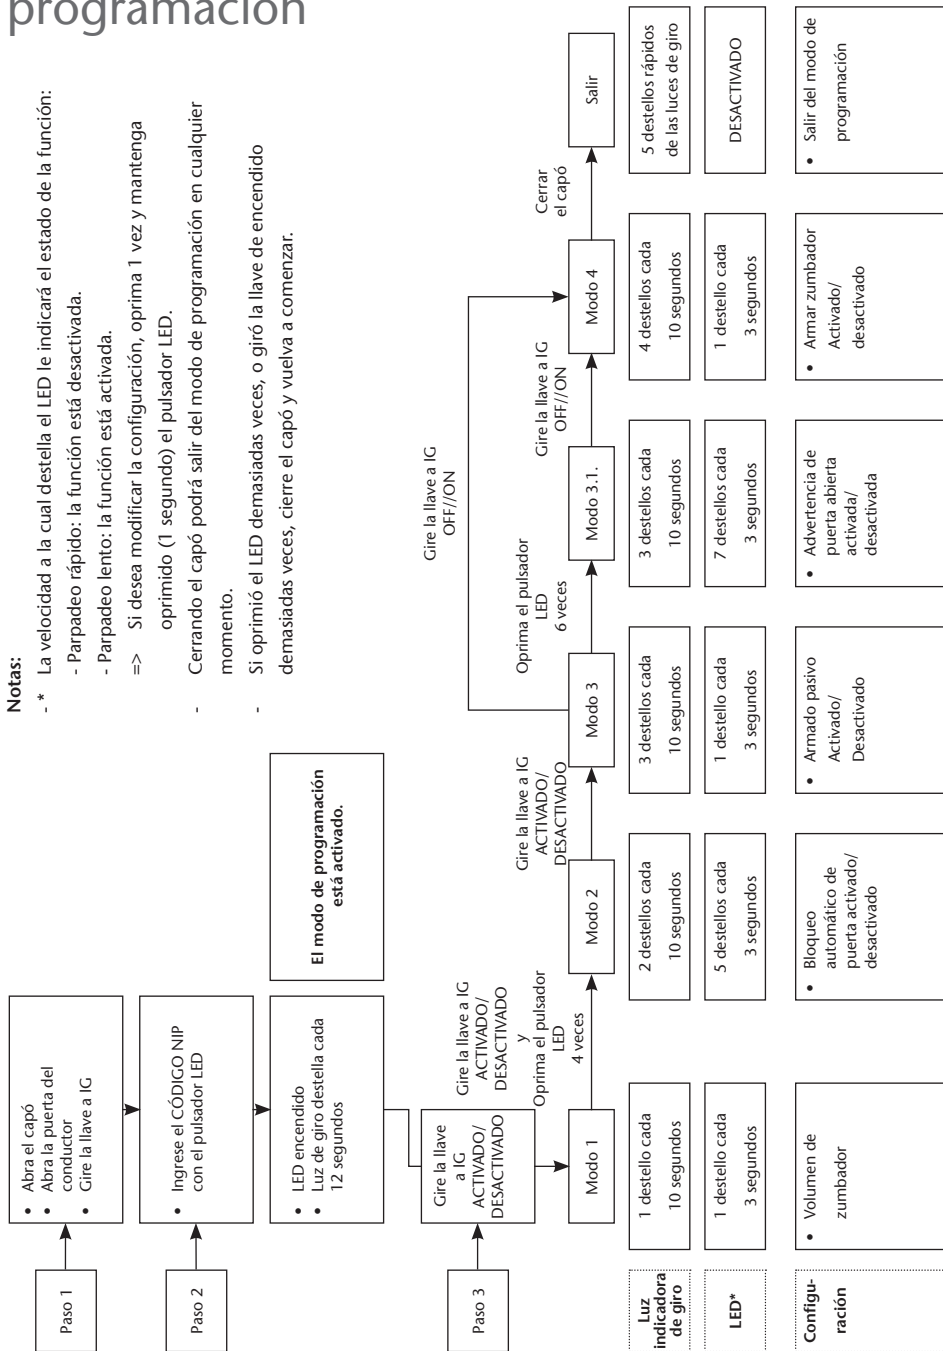 programación
Notas:
- * La velocidad a la cual destella el LED le indicará el estado de la función:
- Parpadeo rápido: la función está desactivada.
- Parpadeo lento: la función está activada.
=> Si desea modificar la configuración, oprima 1 vez y mantenga
oprimido (1 segundo) el pulsador LED.
- Cerrando el capó podrá salir del modo de programación en cualquier
momento.
- Si oprimió el LED demasiadas veces, o giró la llave de encendido
demasiadas veces, cierre el capó y vuelva a comenzar.
Paso 1
• Abra el capó
• Abra la puerta del
conductor
• Gire la llave a IG
Paso 2
• Ingrese el CÓDIGO NIP
con el pulsador LED
• LED encendido
• Luz de giro destella cada
12 segundos
El modo de programación
está activado.
Paso 3
Gire la llave
a IG
ACTIVADO/
DESACTIVADO
Modo 1
Gire la llave a IG
ACTIVADO/
DESACTIVADO
y
Oprima el pulsador
LED
4 veces
Modo 2
Gire la llave a IG
ACTIVADO/
DESACTIVADO
Modo 3
Oprima el pulsador
LED
6 veces
Modo 3.1.
Gire la llave a IG
OFF//ON
Gire la llave a IG
OFF//ON
Modo 4
Cerrar
el capó
Salir
Luz
indicadora
de giro
1 destello cada
10 segundos
2 destellos cada
10 segundos
3 destellos cada
10 segundos
3 destellos cada
10 segundos
4 destellos cada
10 segundos
5 destellos rápidos
de las luces de giro
LED*
1 destello cada
3 segundos
5 destellos cada
3 segundos
1 destello cada
3 segundos
7 destellos cada
3 segundos
1 destello cada
3 segundos
DESACTIVADO
Configu-
ración
• Volumen de
zumbador
• Bloqueo
automático de
puerta activado/
desactivado
• Armado pasivo
Activado/
Desactivado
• Advertencia de
puerta abierta
activada/
desactivada
• Armar zumbador
Activado/
desactivado
• Salir del modo de
programación